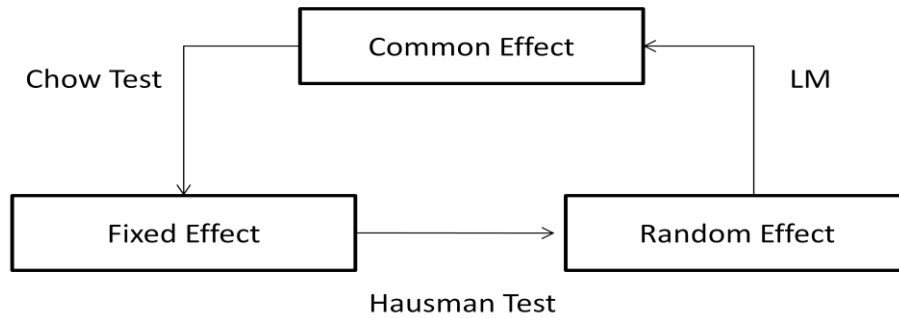 Common Effect
Chow Test
LM
Fixed Effect
Random Effect
Hausman Test